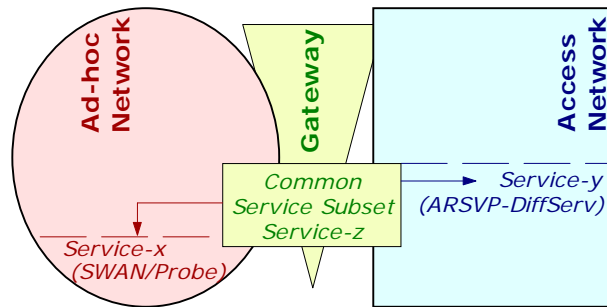 Ad-hoc
Network
Gateway
Access
Network
Common
Service Subset
Service-z
Service-y
(ARSVP-DiffServ)
Service-x
(SWAN/Probe)